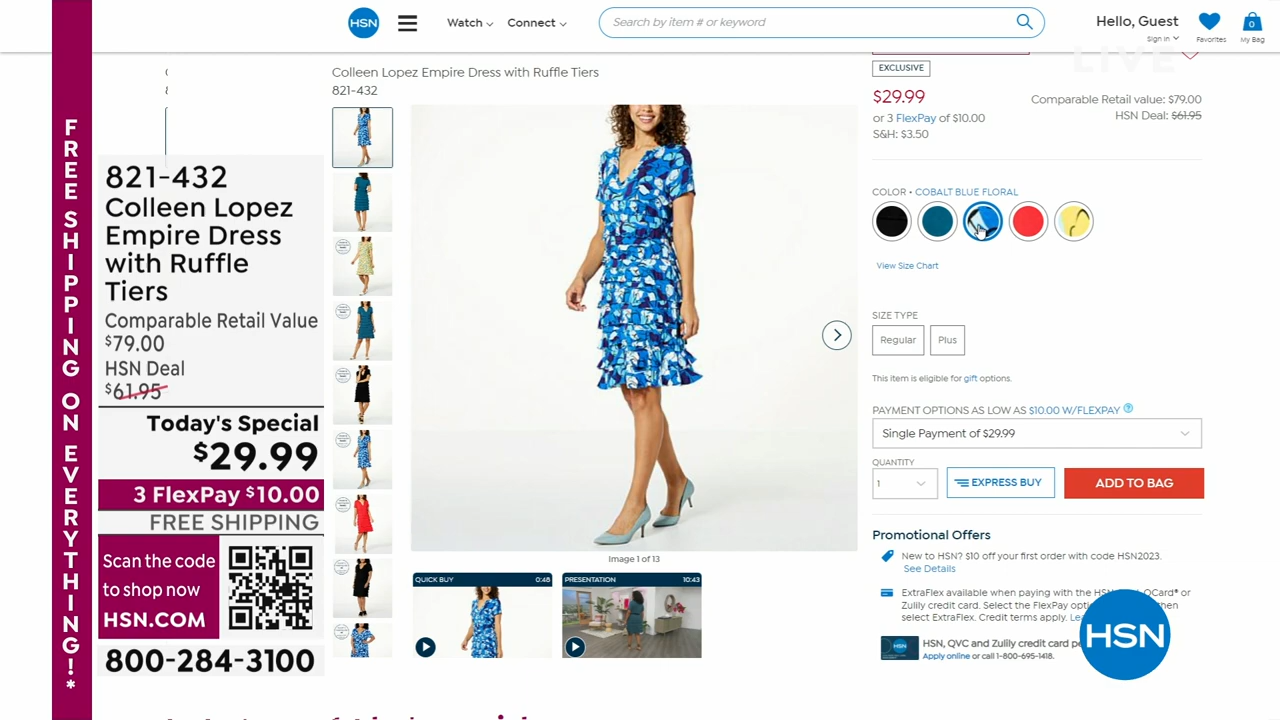 HSN
Watch
Connect
Search by item # or keyword
Hello, Guest
Sign In
Favorites
0
My Bag
LIVE
FREE SHIPPING ON EVERYTHING!*
821-432
Colleen Lopez
Empire Dress
with Ruffle
Tiers
Comparable Retail Value
$79.00
HSN Deal
$61.95
Today's Special
$29.99
3 FlexPay $10.00
FREE SHIPPING
Scan the code
to shop now
HSN.COM
800-284-3100
Colleen Lopez Empire Dress with Ruffle Tiers
821-432
Image 1 of 13
QUICK BUY 0:48
PRESENTATION 10:43
EXCLUSIVE
$29.99
or 3 FlexPay of $10.00
S&H: $3.50
Comparable Retail value: $79.00
HSN Deal: $61.95
COLOR • COBALT BLUE FLORAL
View Size Chart
SIZE TYPE
Regular
Plus
This item is eligible for gift options.
PAYMENT OPTIONS AS LOW AS $10.00 W/FLEXPAY
Single Payment of $29.99
QUANTITY
1
EXPRESS BUY
ADD TO BAG
Promotional Offers
New to HSN? $10 off your first order with code HSN2023.
See Details
ExtraFlex available when paying with the HSN QCard® or
Zulily credit card. Select the FlexPay
select ExtraFlex. Credit terms apply.
HSN, QVC and Zulily credit card
Apply online or call 1-800-695-1418.
HSN